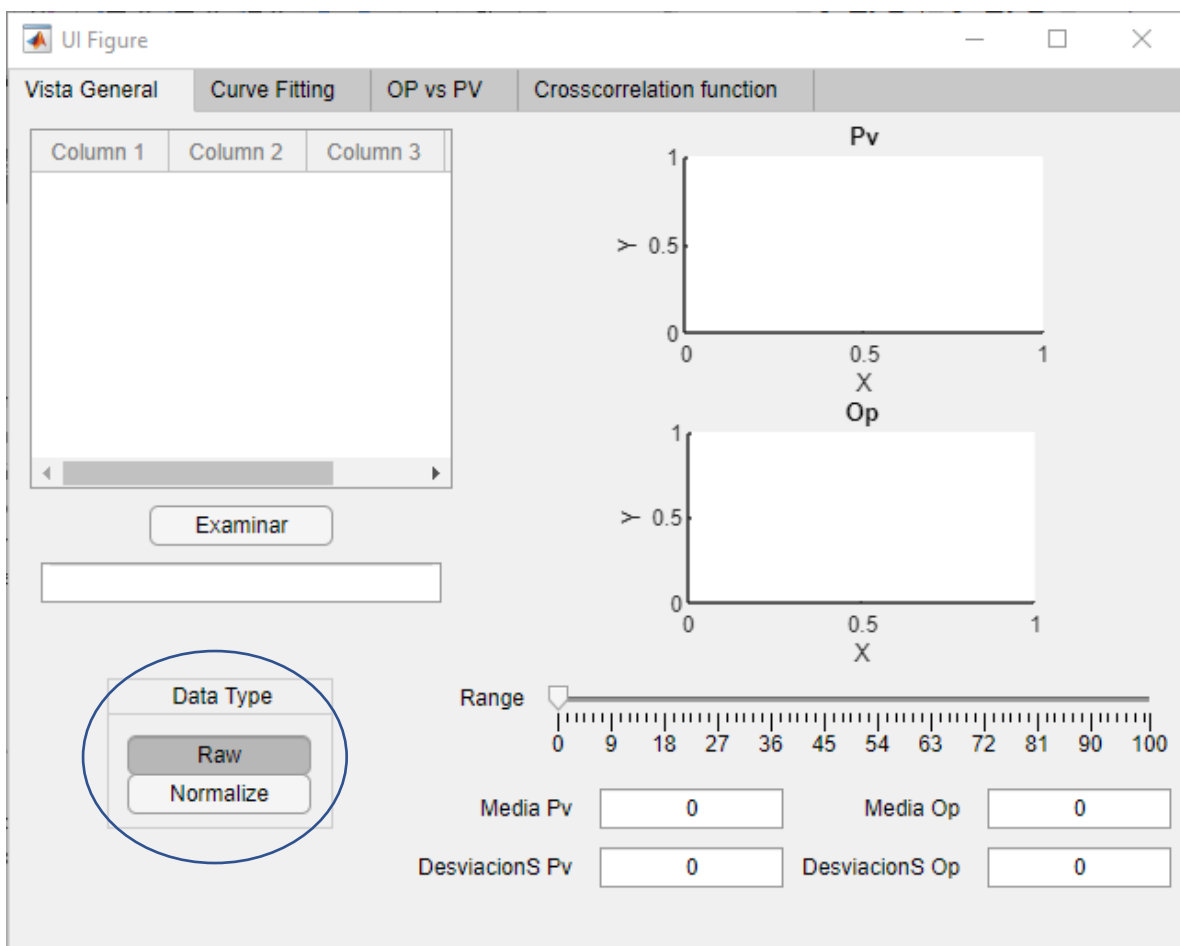 UI Figure
Vista General Curve Fitting OP vs PV Crosscorrelation function
Column 1 Column 2 Column 3
Pv
1
Y 0.5
0
0 0.5 1
X
Op
1
Y 0.5
0
0 0.5 1
X
Examinar
Data Type
Raw
Normalize
Range
0 9 18 27 36 45 54 63 72 81 90 100
Media Pv 0 Media Op 0
DesviacionS Pv 0 DesviacionS Op 0